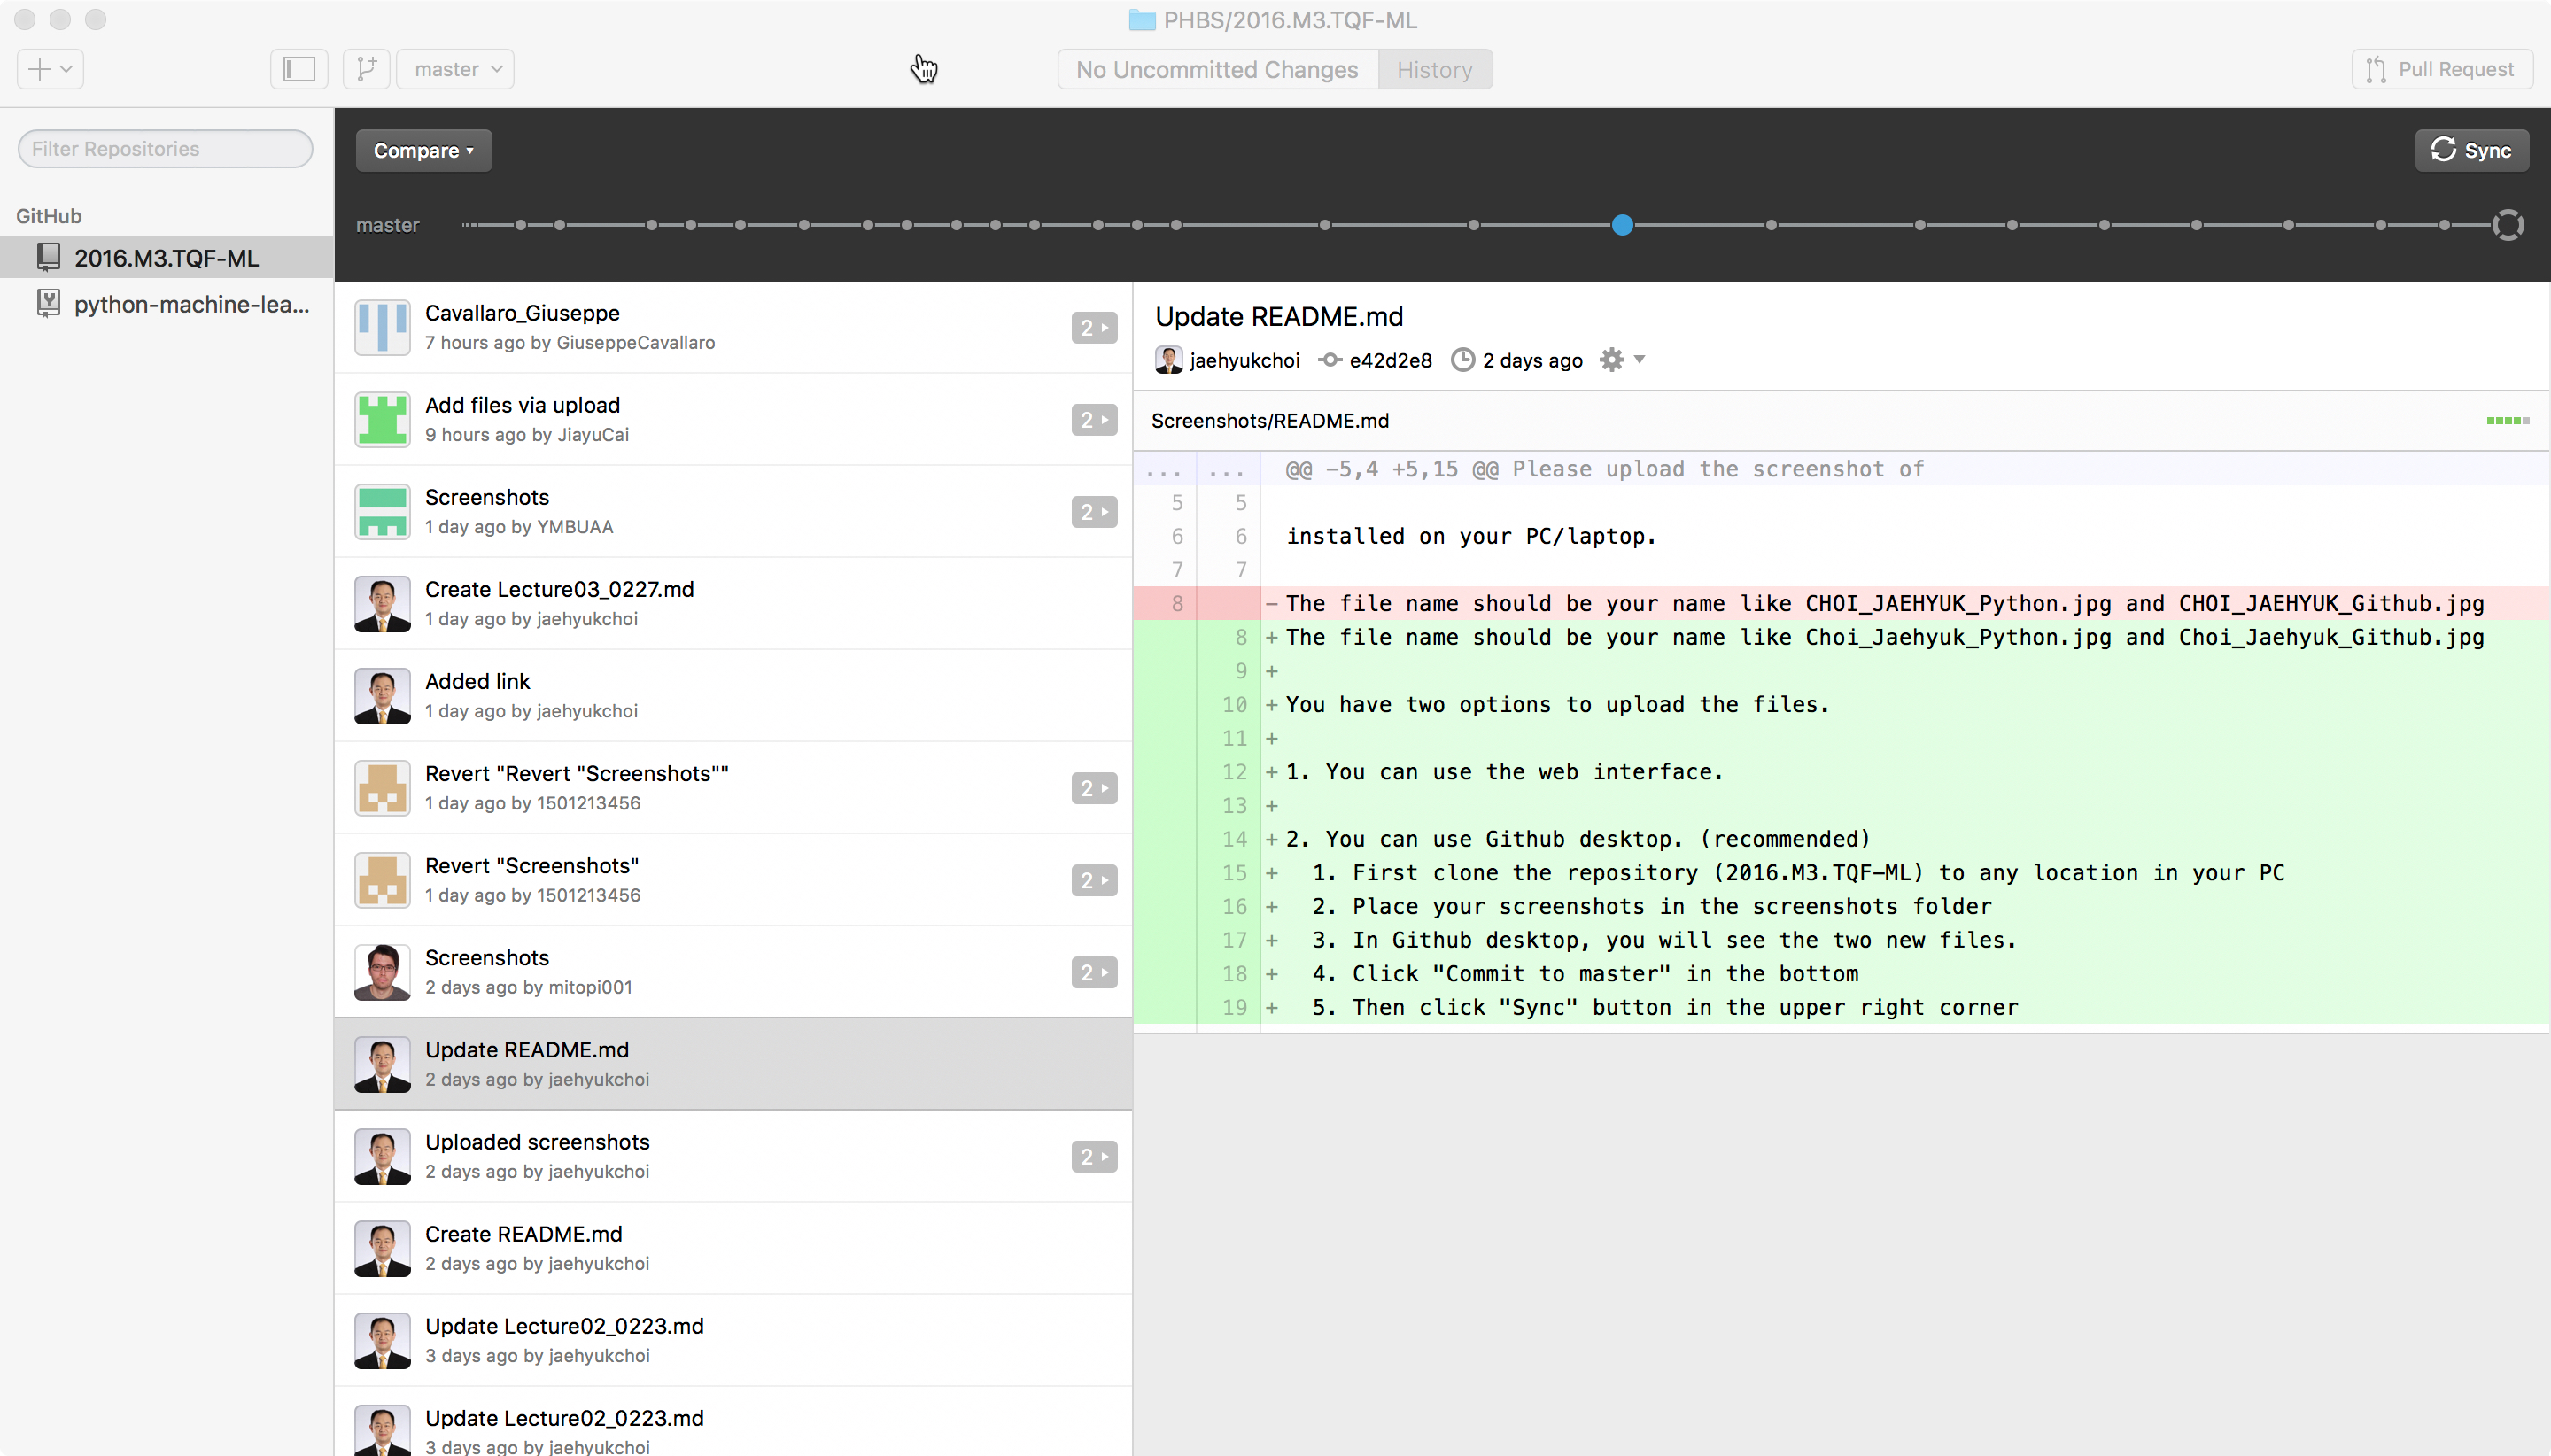 PHBS/2016.M3.TQF-ML
master
No Uncommitted Changes
History
Pull Request
Filter Repositories
GitHub
2016.M3.TQF-ML
python-machine-lea...
Compare
Sync
master
Cavallaro_Giuseppe
7 hours ago by GiuseppeCavallaro
2
Add files via upload
9 hours ago by JiayuCai
2
Screenshots
1 day ago by YMBUAA
2
Create Lecture03_0227.md
1 day ago by jaehyukchoi
Added link
1 day ago by jaehyukchoi
Revert "Revert "Screenshots""
1 day ago by 1501213456
2
Revert "Screenshots"
1 day ago by 1501213456
2
Screenshots
2 days ago by mitopi001
2
Update README.md
2 days ago by jaehyukchoi
Uploaded screenshots
2 days ago by jaehyukchoi
2
Create README.md
2 days ago by jaehyukchoi
Update Lecture02_0223.md
3 days ago by jaehyukchoi
Update Lecture02_0223.md
3 days ago by jaehyukchoi
Update README.md
jaehyukchoi e42d2e8 2 days ago
Screenshots/README.md
... ... @@ -5,4 +5,15 @@ Please upload the screenshot of
5 5
6 6 installed on your PC/laptop.
7 7
8 -The file name should be your name like CHOI_JAEHYUK_Python.jpg and CHOI_JAEHYUK_Github.jpg
8 +The file name should be your name like Choi_Jaehyuk_Python.jpg and Choi_Jaehyuk_Github.jpg
9 +
10 +You have two options to upload the files.
11 +
12 +1. You can use the web interface.
13 +
14 +2. You can use Github desktop. (recommended)
15 + 1. First clone the repository (2016.M3.TQF-ML) to any location in your PC
16 + 2. Place your screenshots in the screenshots folder
17 + 3. In Github desktop, you will see the two new files.
18 + 4. Click "Commit to master" in the bottom
19 + 5. Then click "Sync" button in the upper right corner